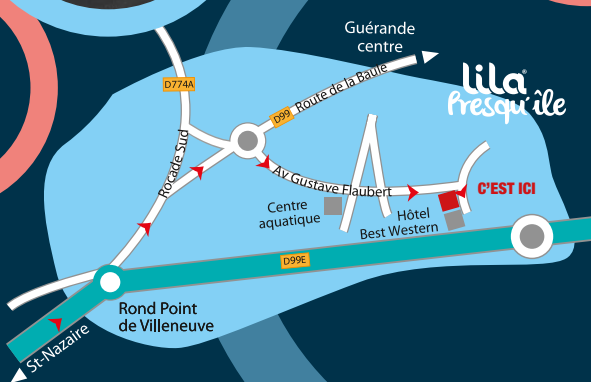 Guérande
centre
lila®
Presqu'île
D774A
D99 Route de la Baule
Rocade Sud
Av Gustave Flaubert
C'EST ICI
Centre
aquatique
Hôtel
Best Western
D99E
Rond Point
de Villeneuve
St-Nazaire